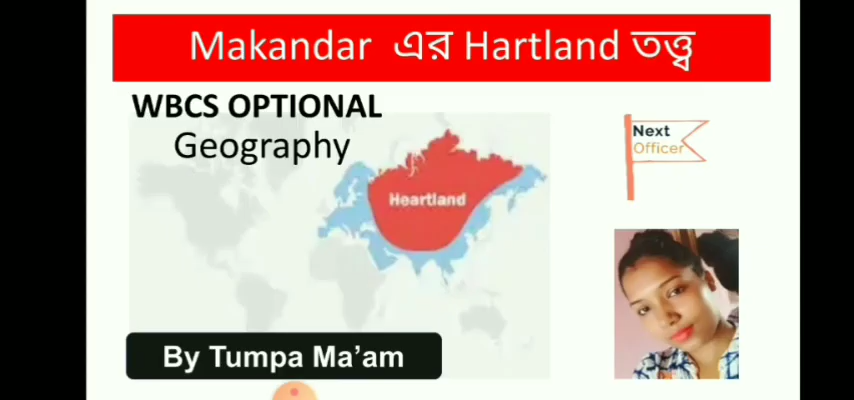 Makandar এর Hartland তত্ত্ব
WBCS OPTIONAL
Geography
Next
Officer
Heartland
By Tumpa Ma'am